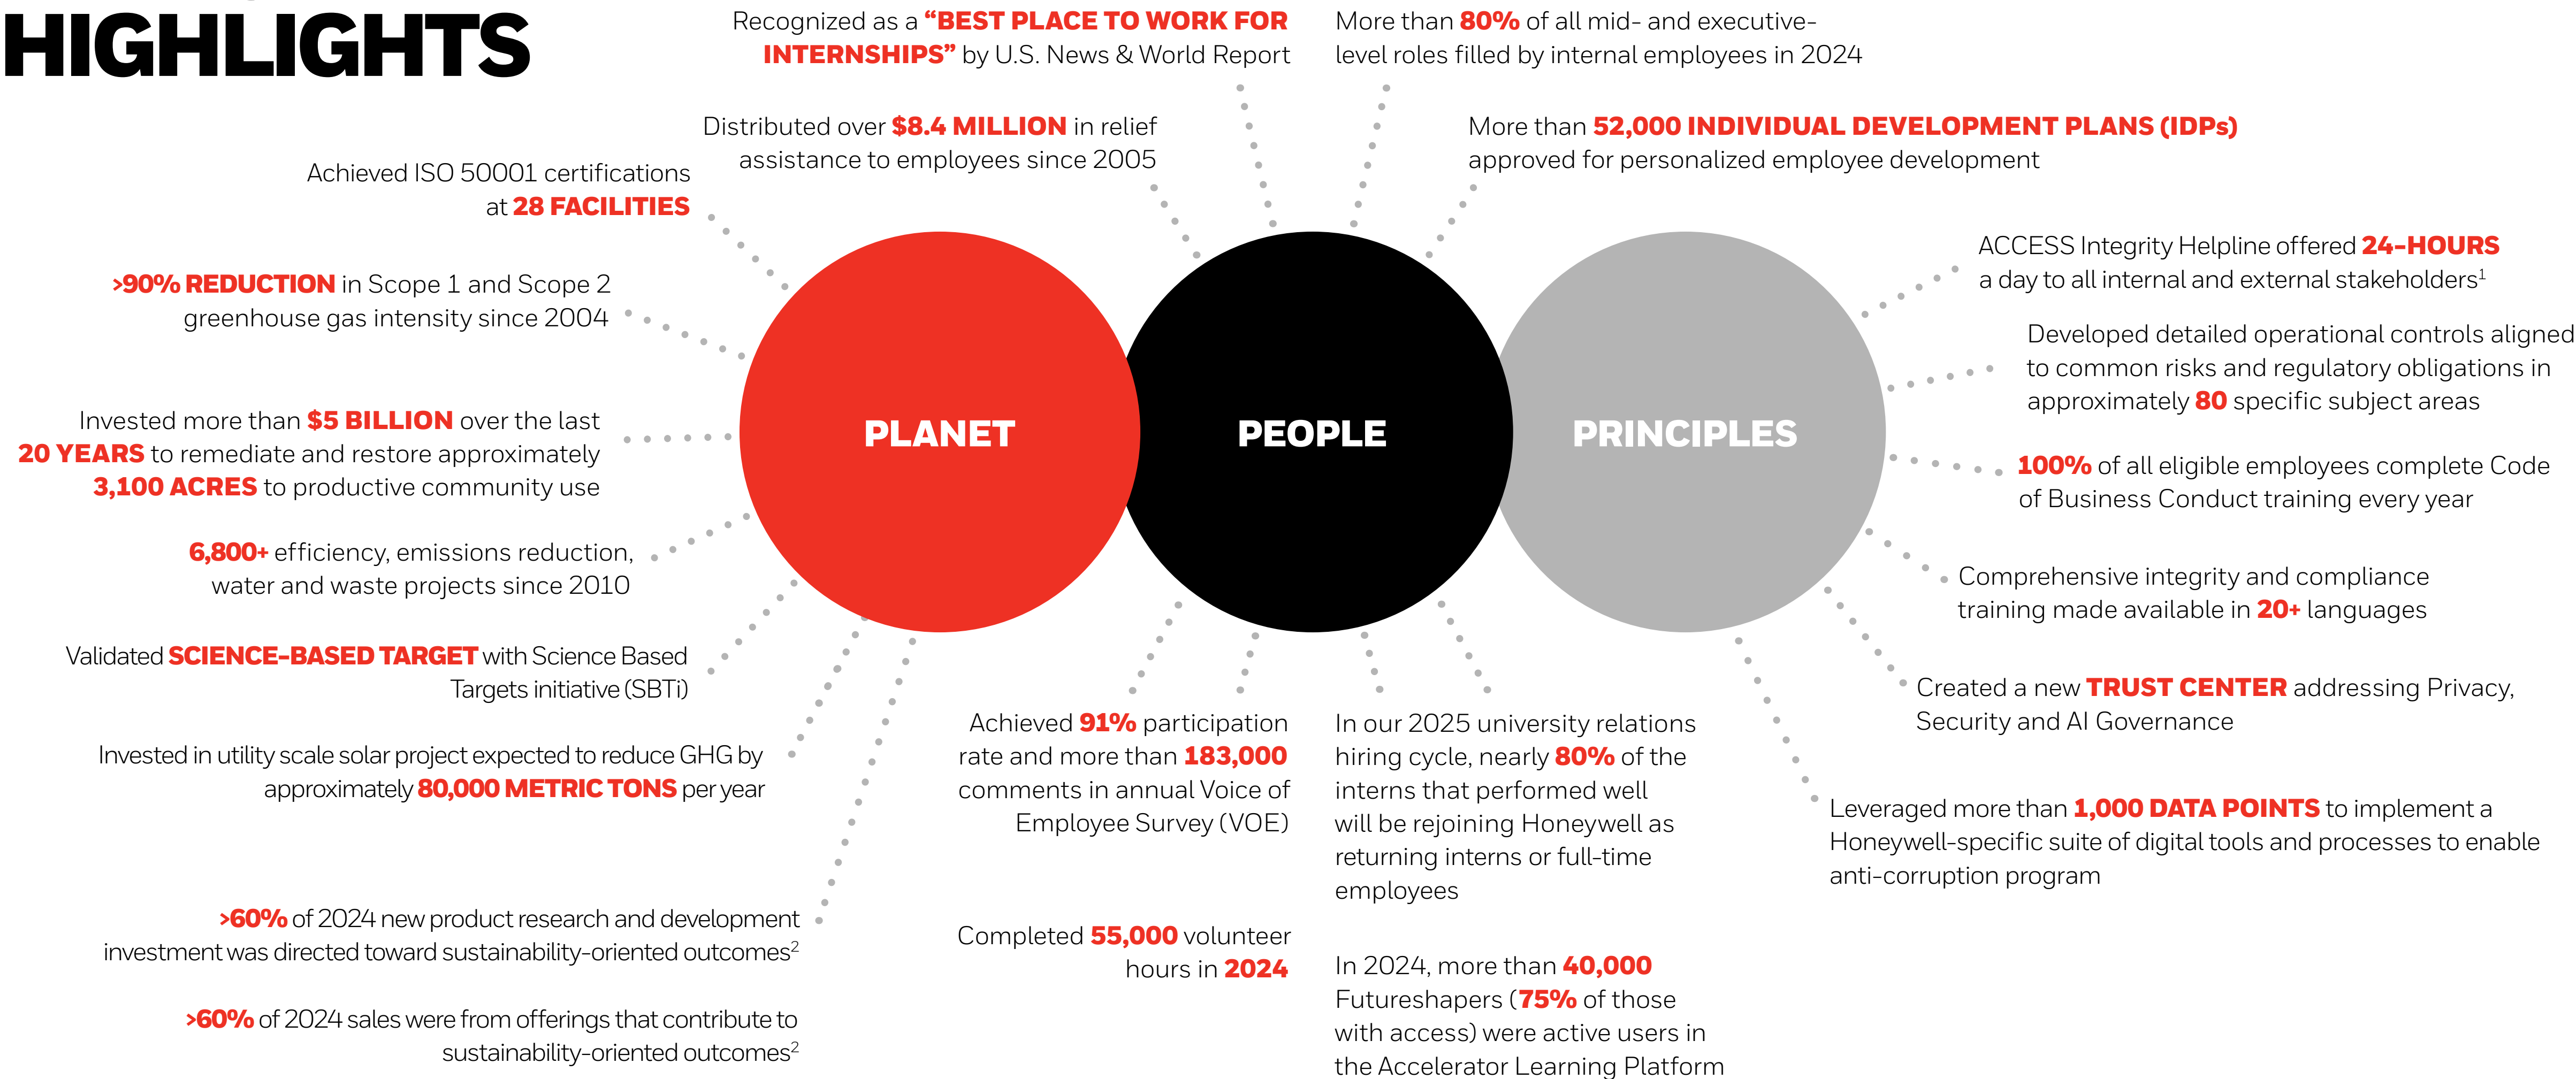 HIGHLIGHTS
Recognized as a “BEST PLACE TO WORK FOR
INTERNSHIPS” by U.S. News & World Report
More than 80% of all mid- and executive-
level roles filled by internal employees in 2024
Distributed over $8.4 MILLION in relief
assistance to employees since 2005
More than 52,000 INDIVIDUAL DEVELOPMENT PLANS (IDPs)
approved for personalized employee development
Achieved ISO 50001 certifications
at 28 FACILITIES
>90% REDUCTION in Scope 1 and Scope 2
greenhouse gas intensity since 2004
Invested more than $5 BILLION over the last
20 YEARS to remediate and restore approximately
3,100 ACRES to productive community use
6,800+ efficiency, emissions reduction,
water and waste projects since 2010
Validated SCIENCE-BASED TARGET with Science Based
Targets initiative (SBTi)
Invested in utility scale solar project expected to reduce GHG by
approximately 80,000 METRIC TONS per year
>60% of 2024 new product research and development
investment was directed toward sustainability-oriented outcomes²
>60% of 2024 sales were from offerings that contribute to
sustainability-oriented outcomes²
PLANET
PEOPLE
PRINCIPLES
Achieved 91% participation
rate and more than 183,000
comments in annual Voice of
Employee Survey (VOE)
Completed 55,000 volunteer
hours in 2024
In our 2025 university relations
hiring cycle, nearly 80% of the
interns that performed well
will be rejoining Honeywell as
returning interns or full-time
employees
In 2024, more than 40,000
Futureshapers (75% of those
with access) were active users in
the Accelerator Learning Platform
ACCESS Integrity Helpline offered 24-HOURS
a day to all internal and external stakeholders¹
Developed detailed operational controls aligned
to common risks and regulatory obligations in
approximately 80 specific subject areas
100% of all eligible employees complete Code
of Business Conduct training every year
Comprehensive integrity and compliance
training made available in 20+ languages
Created a new TRUST CENTER addressing Privacy,
Security and AI Governance
Leveraged more than 1,000 DATA POINTS to implement a
Honeywell-specific suite of digital tools and processes to enable
anti-corruption program